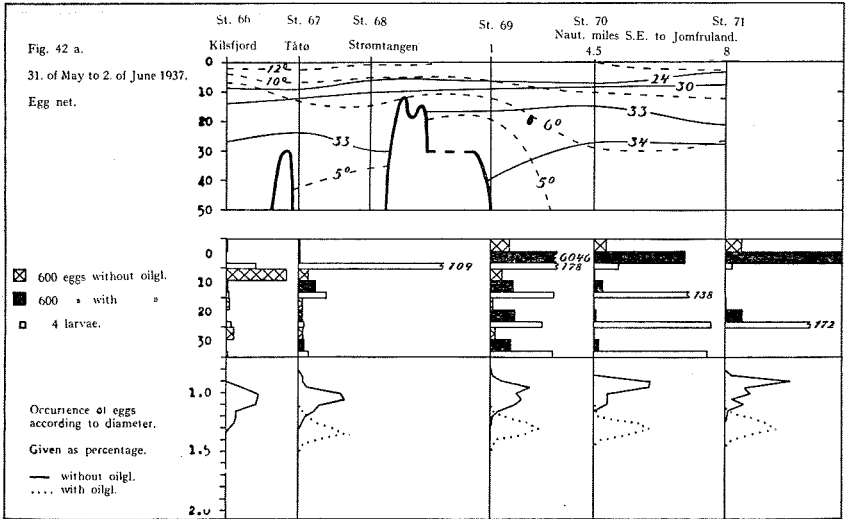 St. 66 St. 67 St. 68 St. 69 St. 70 St. 71
Naut. miles S.E. to Jomfruland.
Kilsfjord Tåtø Strømtangen 1 4.5 8
Fig. 42 a.
31. of May to 2. of June 1937.
Egg net.
0
10
20
30
40
50
12°
10°
24
30
33
33
6°
34
5°
5°
0
10
20
30
600 eggs without oilgl.
600 " with "
4 larvae.
109
6046
178
138
172
1.0
1.5
2.0
Occurrence of eggs
according to diameter.
Given as percentage.
without oilgl.
with oilgl.